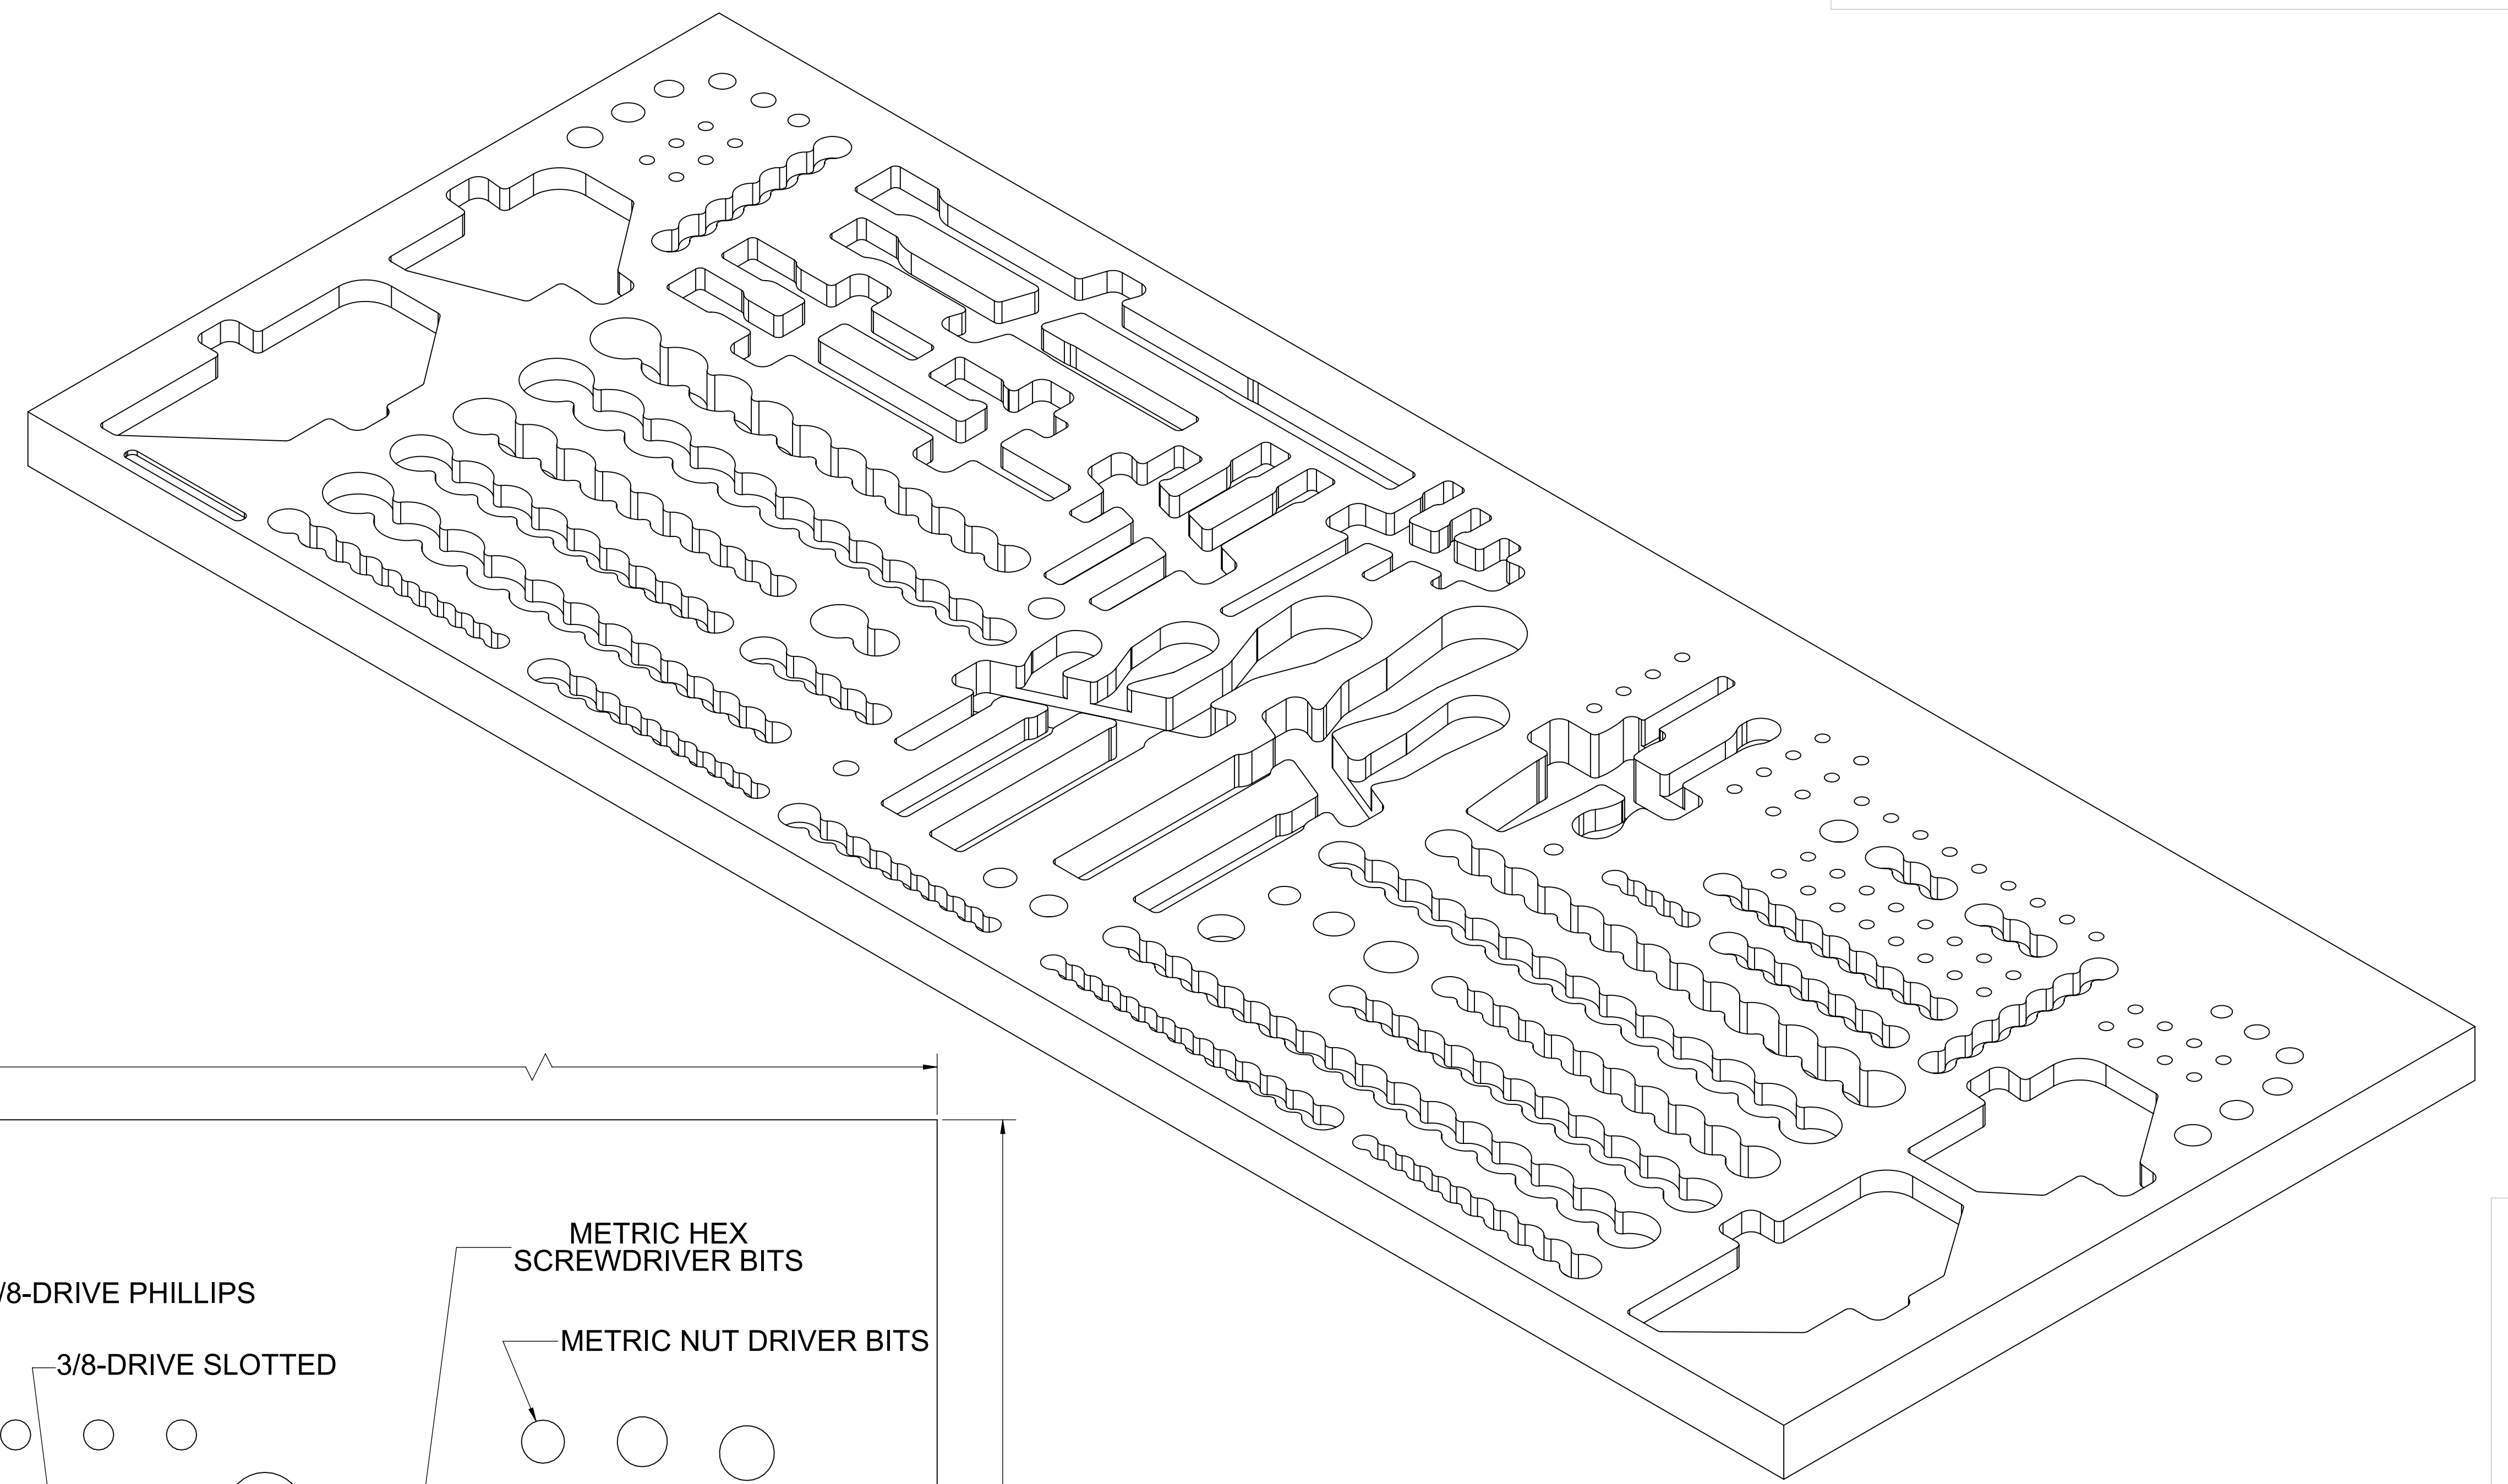 METRIC HEX
SCREWDRIVER BITS
/8-DRIVE PHILLIPS
METRIC NUT DRIVER BITS
3/8-DRIVE SLOTTED